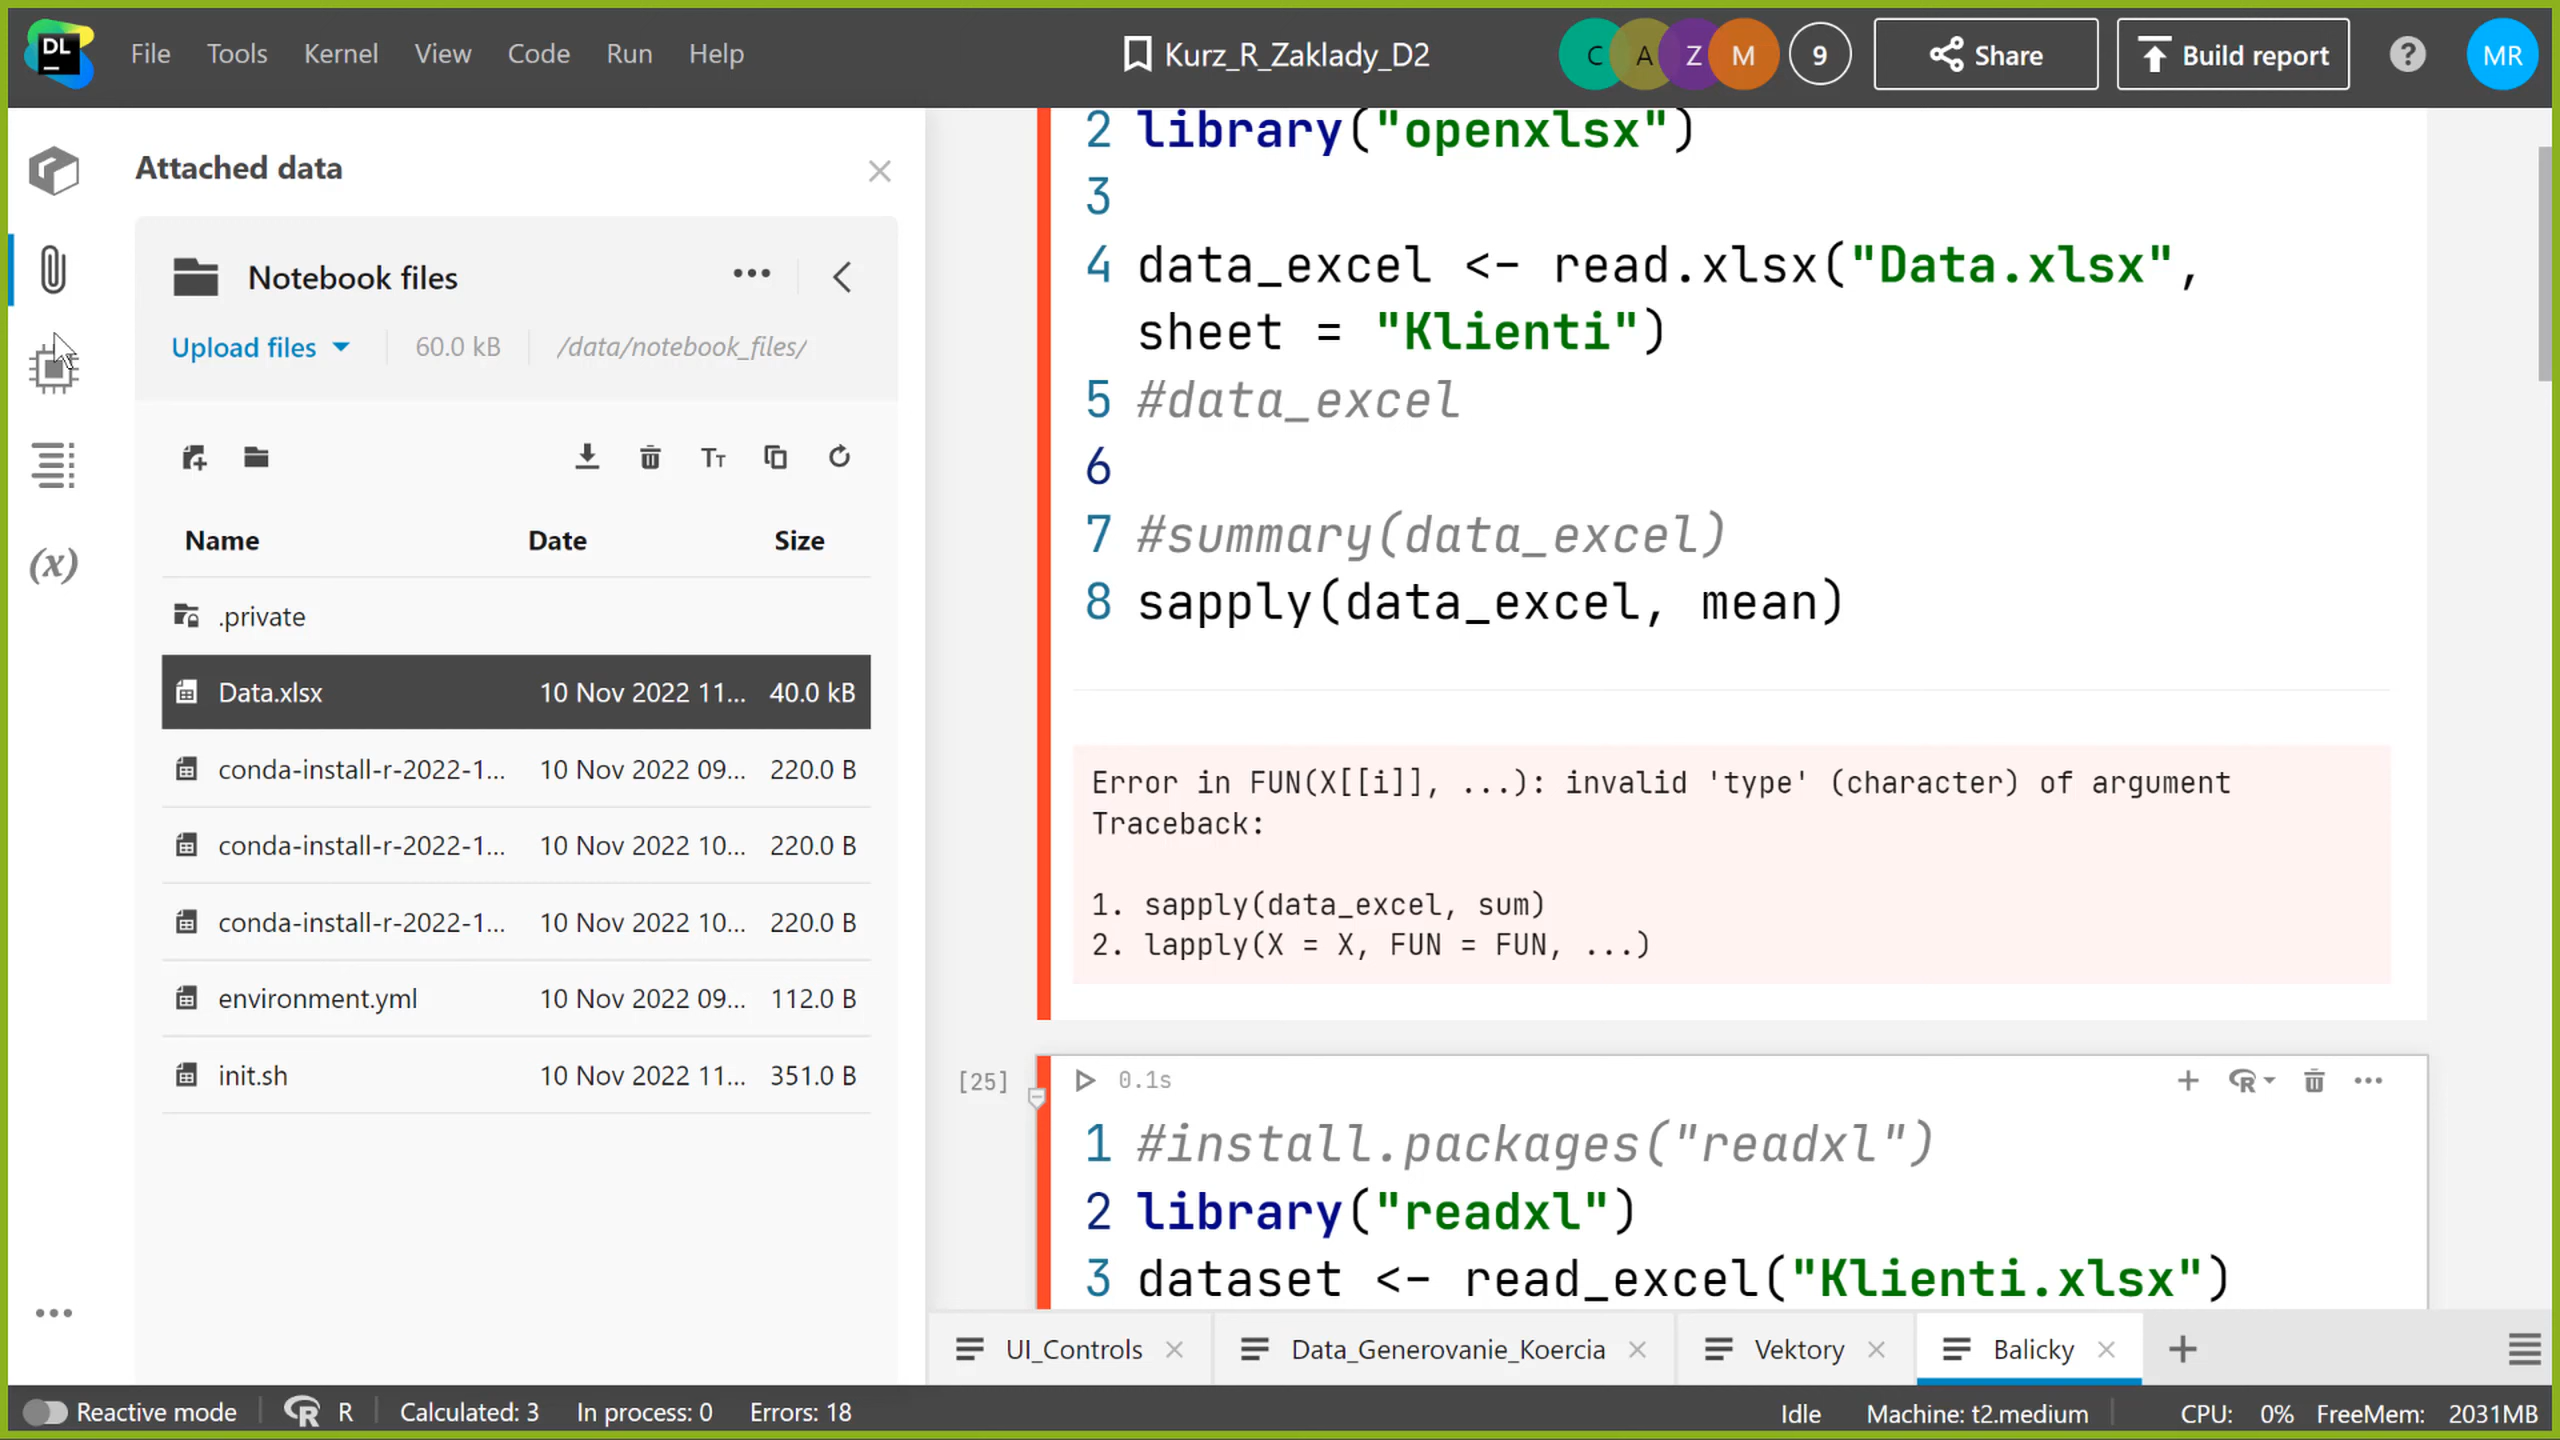 DL
File Tools Kernel View Code Run Help
Kurz_R_Zaklady_D2
C A Z M 9
Share
Build report
?
MR
Attached data
Notebook files
Upload files 60.0 kB /data/notebook_files/
Name Date Size
.private
Data.xlsx 10 Nov 2022 11... 40.0 kB
conda-install-r-2022-1... 10 Nov 2022 09... 220.0 B
conda-install-r-2022-1... 10 Nov 2022 10... 220.0 B
conda-install-r-2022-1... 10 Nov 2022 10... 220.0 B
environment.yml 10 Nov 2022 09... 112.0 B
init.sh 10 Nov 2022 11... 351.0 B
(x)
2 library("openxlsx")
3
4 data_excel <- read.xlsx("Data.xlsx",
sheet = "Klienti")
5 #data_excel
6
7 #summary(data_excel)
8 sapply(data_excel, mean)
Error in FUN(X[[i]], ...): invalid 'type' (character) of argument
Traceback:
1. sapply(data_excel, sum)
2. lapply(X = X, FUN = FUN, ...)
[25] 0.1s
1 #install.packages("readxl")
2 library("readxl")
3 dataset <- read_excel("Klienti.xlsx")
UI_Controls Data_Generovanie_Koercia Vektory Balicky
Reactive mode R Calculated: 3 In process: 0 Errors: 18 Idle Machine: t2.medium CPU: 0% FreeMem: 2031MB